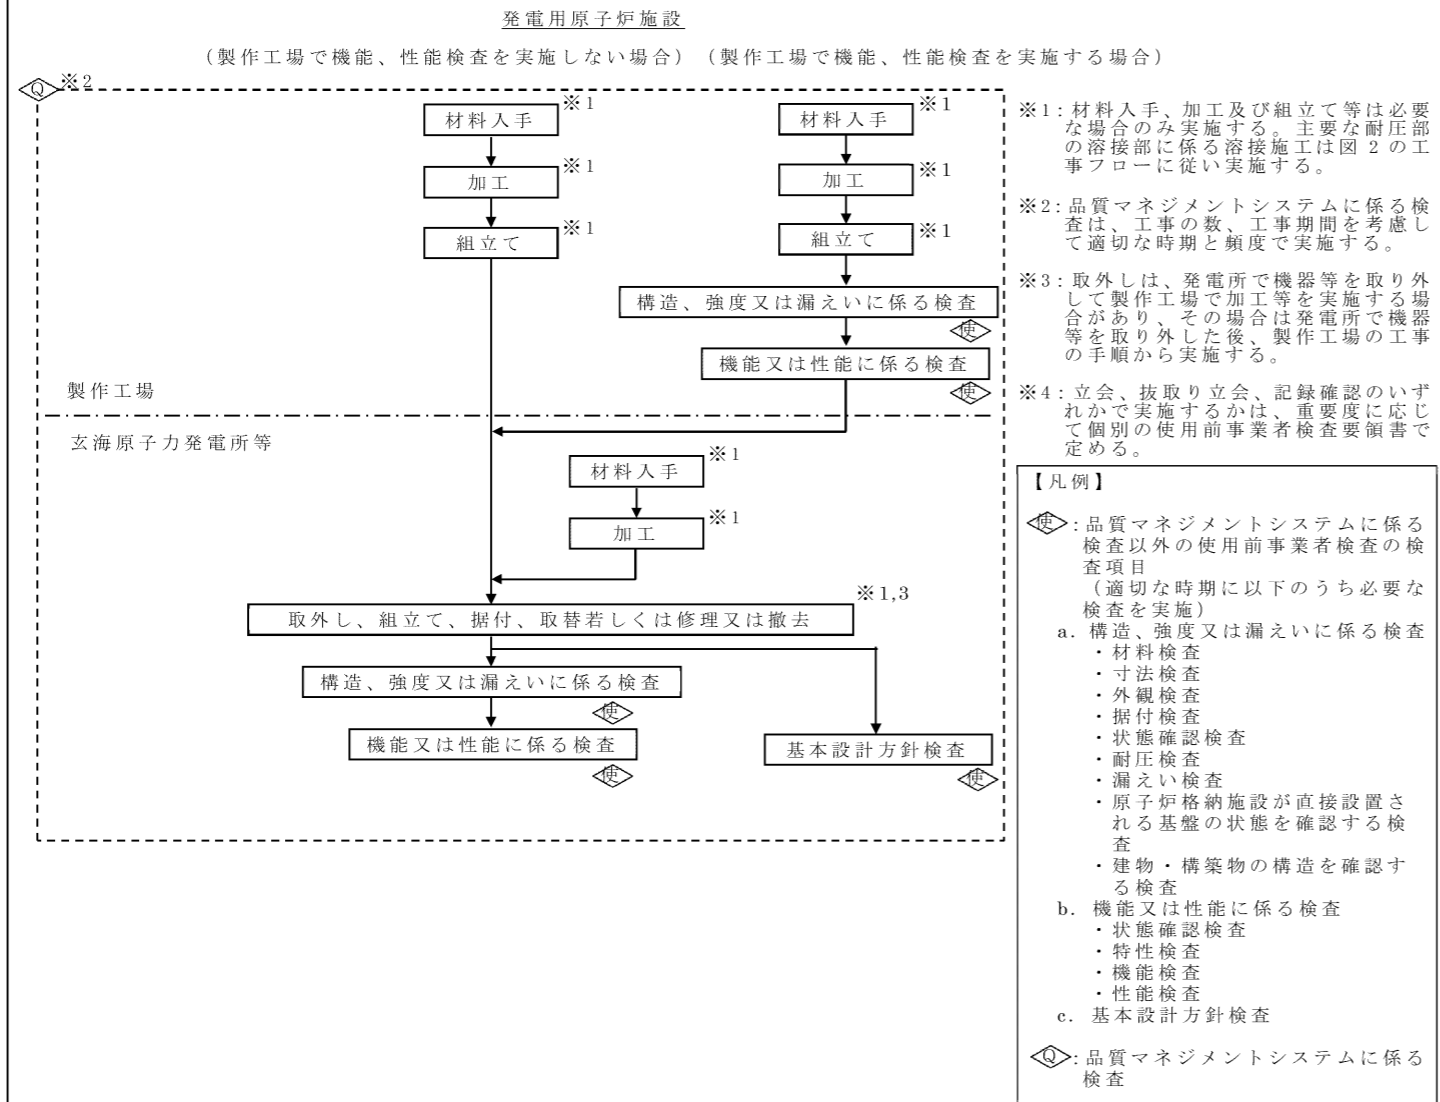 発電用原子炉施設
（製作工場で機能、性能検査を実施しない場合）（製作工場で機能、性能検査を実施する場合）
Q ※2
材料入手 ※1
加工 ※1
組立て ※1
材料入手 ※1
加工 ※1
組立て ※1
構造、強度又は漏えいに係る検査
使
機能又は性能に係る検査
使
製作工場
玄海原子力発電所等
材料入手 ※1
加工 ※1
※1,3
取外し、組立て、据付、取替若しくは修理又は撤去
構造、強度又は漏えいに係る検査
使
機能又は性能に係る検査
使
基本設計方針検査
使
※1：材料入手、加工及び組立て等は必要
な場合のみ実施する。主要な耐圧部
の溶接部に係る溶接施工は図2の工
事フローに従い実施する。
※2：品質マネジメントシステムに係る検
査は、工事の数、工事期間を考慮し
て適切な時期と頻度で実施する。
※3：取外しは、発電所で機器等を取り外
して製作工場で加工等を実施する場
合があり、その場合は発電所で機器
等を取り外した後、製作工場の工事
の手順から実施する。
※4：立会、抜取り立会、記録確認のいず
れかで実施するかは、重要度に応じ
て個別の使用前事業者検査要領書で
定める。
【凡例】
使：品質マネジメントシステムに係る
検査以外の使用前事業者検査の検
査項目
（適切な時期に以下のうち必要な
検査を実施）
a. 構造、強度又は漏えいに係る検査
・材料検査
・寸法検査
・外観検査
・据付検査
・状態確認検査
・耐圧検査
・漏えい検査
・原子炉格納施設が直接設置さ
れる基盤の状態を確認する検
査
・建物・構築物の構造を確認す
る検査
b. 機能又は性能に係る検査
・状態確認検査
・特性検査
・機能検査
・性能検査
c. 基本設計方針検査
Q：品質マネジメントシステムに係る
検査